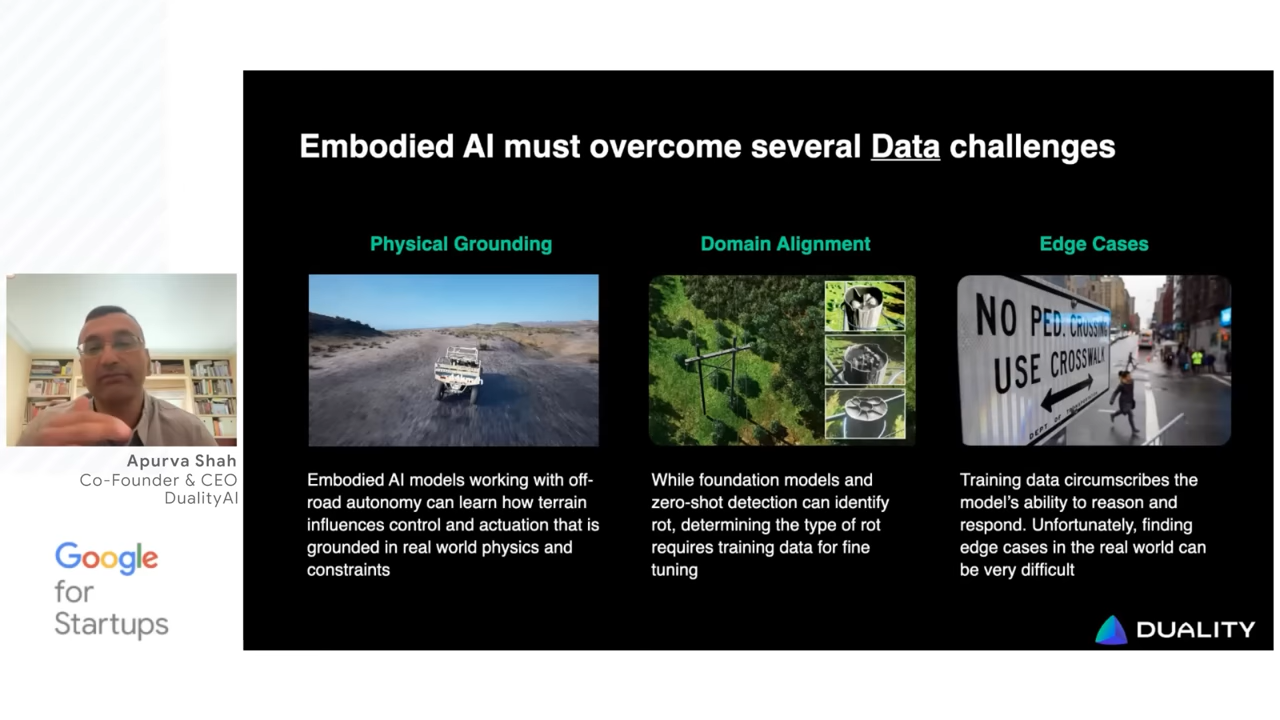 Embodied AI must overcome several Data challenges
Physical Grounding
Embodied AI models working with off-
road autonomy can learn how terrain
influences control and actuation that is
grounded in real world physics and
constraints
Domain Alignment
While foundation models and
zero-shot detection can identify
rot, determining the type of rot
requires training data for fine
tuning
Edge Cases
NO PED. CROSSING
USE CROSSWALK
Training data circumscribes the
model's ability to reason and
respond. Unfortunately, finding
edge cases in the real world can
be very difficult
DUALITY
Apurva Shah
Co-Founder & CEO
DualityAI
Google
for
Startups